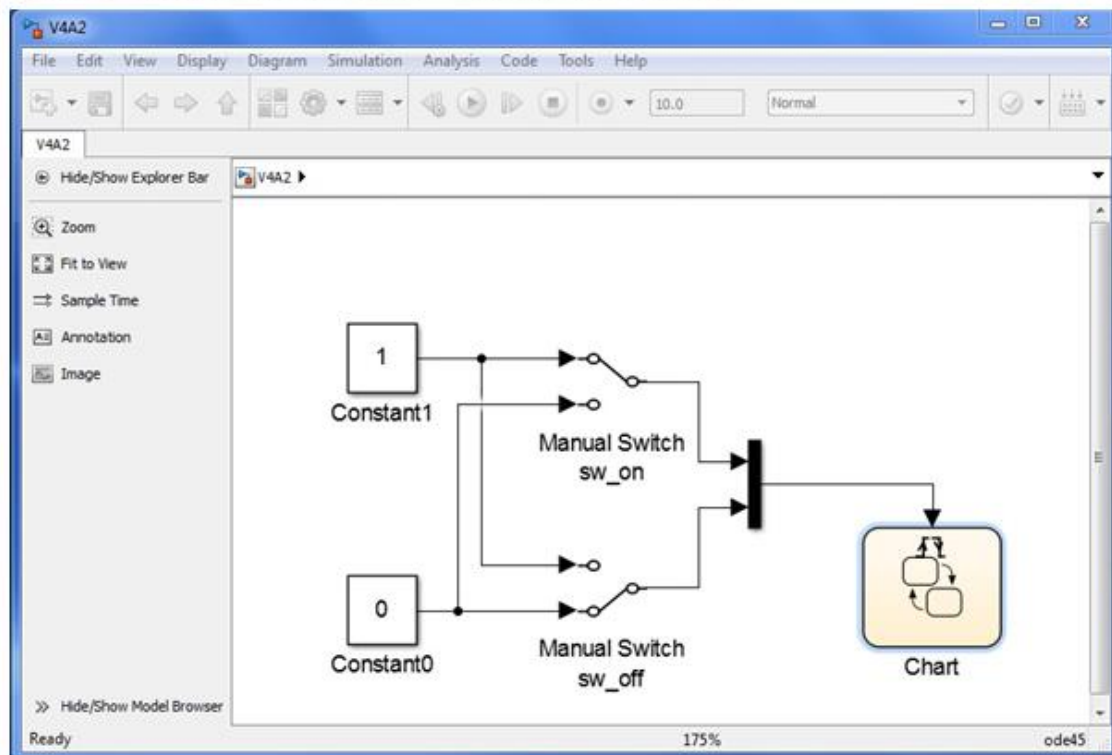 V4A2
File Edit View Display Diagram Simulation Analysis Code Tools Help
10.0 Normal
V4A2
Hide/Show Explorer Bar
V4A2
Zoom
Fit to View
Sample Time
Annotation
Image
1
Constant1
Manual Switch
sw_on
0
Constant0
Manual Switch
sw_off
Chart
Hide/Show Model Browser
Ready 175% ode45